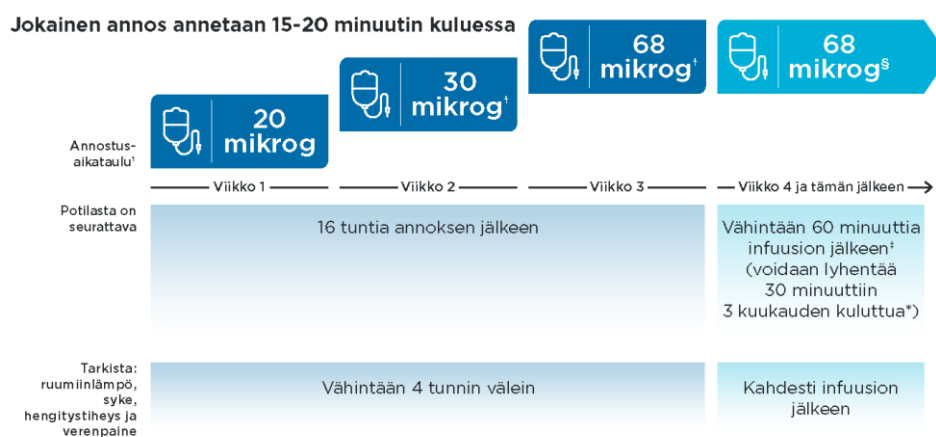 Jokainen annos annetaan 15-20 minuutin kuluessa
20
mikrog
30
mikrog†
68
mikrog†
68
mikrog§
Annostus-
aikataulu¹
Viikko 1
Viikko 2
Viikko 3
Viikko 4 ja tämän jälkeen
Potilasta on
seurattava
16 tuntia annoksen jälkeen
Vähintään 60 minuuttia
infuusion jälkeen‡
(voidaan lyhentää
30 minuuttiin
3 kuukauden kuluttua*)
Tarkista:
ruumiinlämpö,
syke,
hengitystiheys ja
verenpaine
Vähintään 4 tunnin välein
Kahdesti infuusion
jälkeen